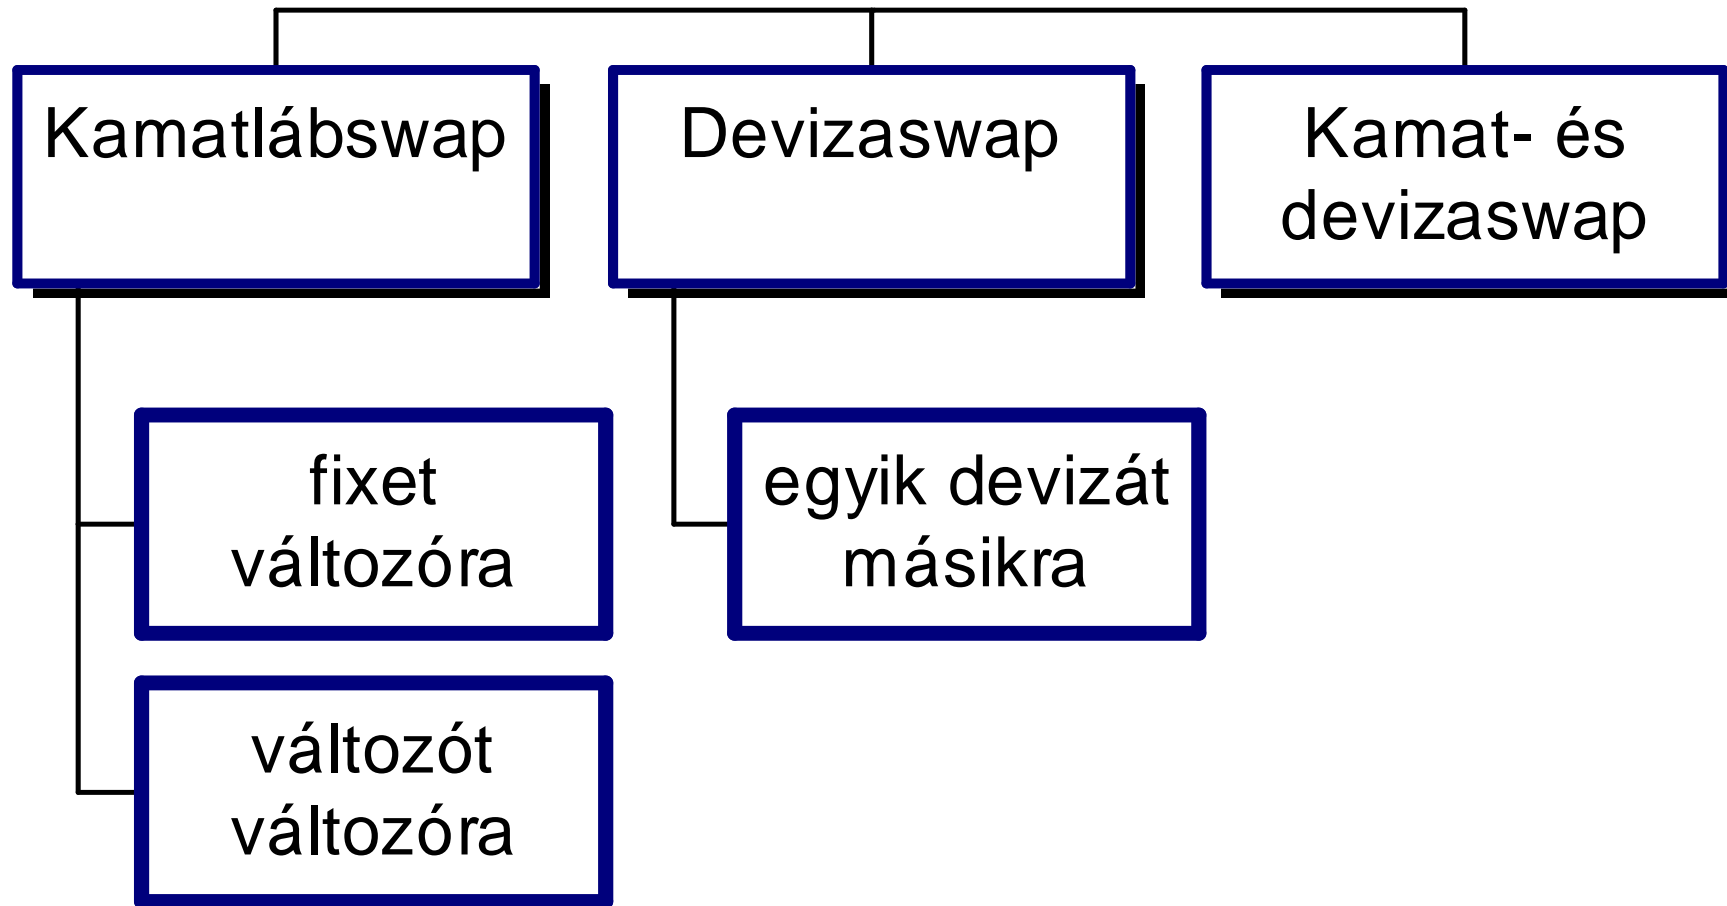 Kamatlábswap
Devizaswap
Kamat- és
devizaswap
fixet
változóra
egyik devizát
másikra
változót
változóra